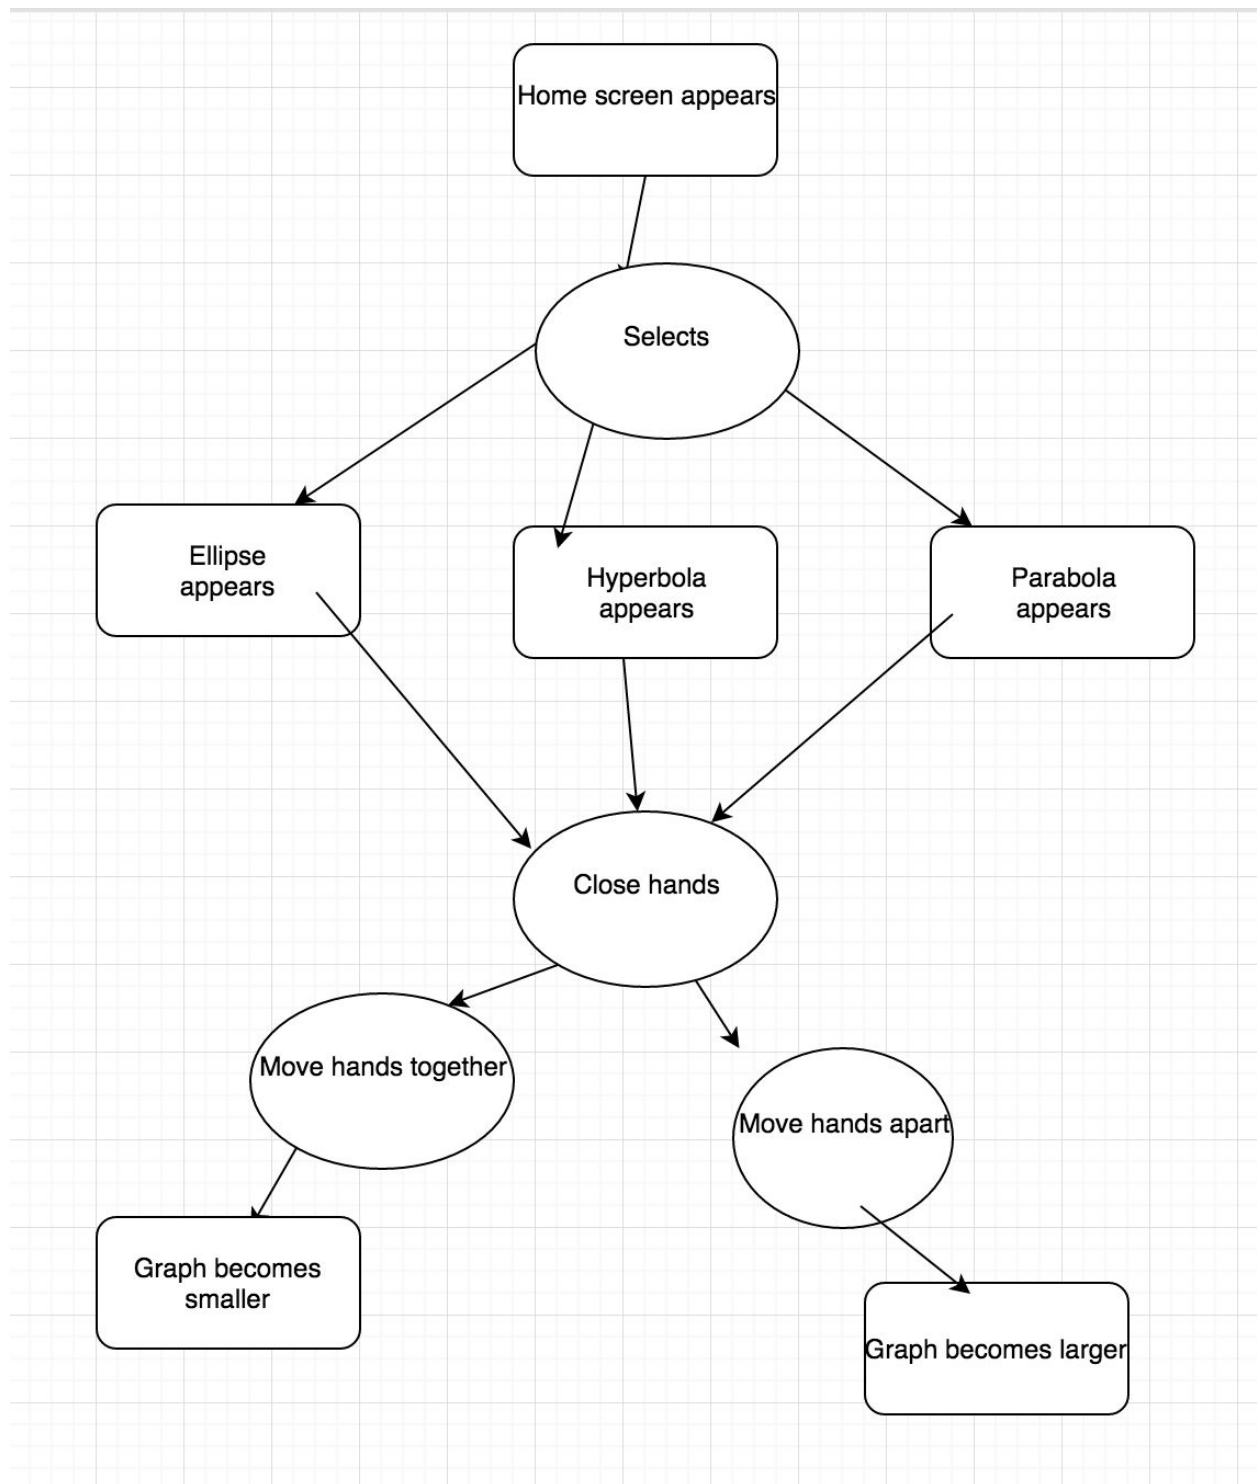 Home screen appears
Selects
Ellipse
appears
Hyperbola
appears
Parabola
appears
Close hands
Move hands together
Move hands apart
Graph becomes
smaller
Graph becomes larger